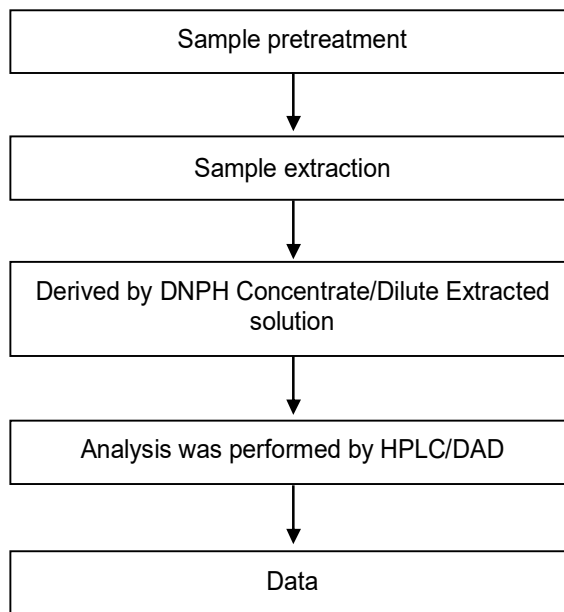 Sample pretreatment
Sample extraction
Derived by DNPH Concentrate/Dilute Extracted
solution
Analysis was performed by HPLC/DAD
Data